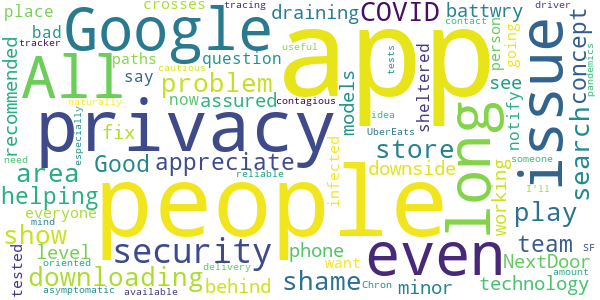 crosses tracing
place draining COVID battwry person contact driver
bad tracker Google app tests going pandemics
recommended All paths question models see concept
useful cautious say problem now assured sheltered notify
naturally contagious idea UberEats someone
especially privacy fix appreciate store long issue search
need Good
area infected downside working play
helping people reliable
everyone phone want NextDoor team
show mind security even I'll SF
tested level oriented behind shame minor technology
downloading delivery Chron amount
asymptomatic available